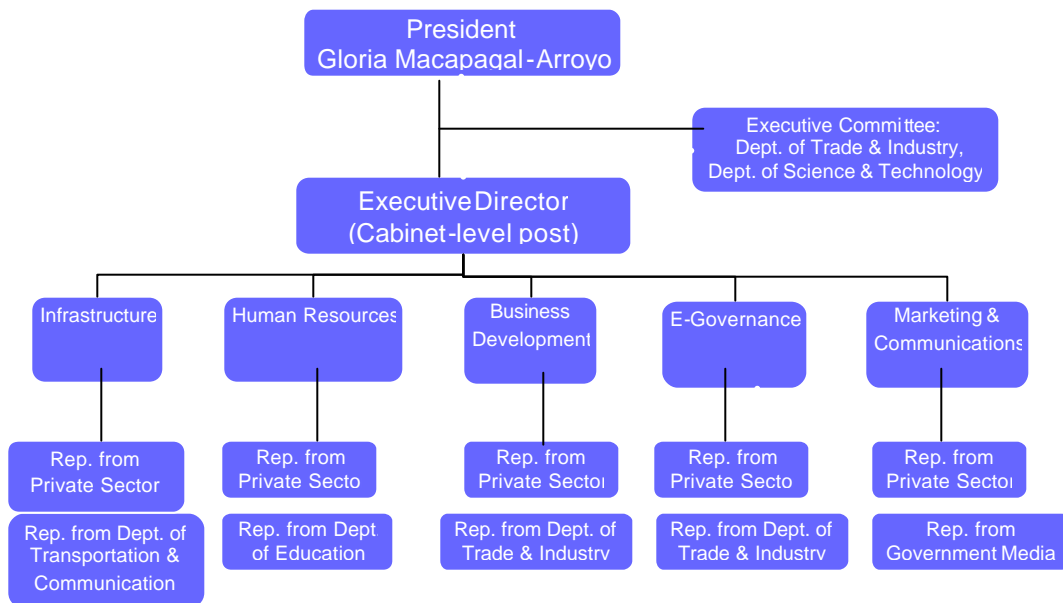 President
Gloria Macapagal-Arroyo
Executive Committee:
Dept. of Trade & Industry,
Dept. of Science & Technology
Executive Director
(Cabinet-level post)
Infrastructure
Human Resources
Business
Development
E-Governance
Marketing &
Communications
Rep. from
Private Sector
Rep. from
Private Secto
Rep. from
Private Sector
Rep. from
Private Secto
Rep. from
Private Sector
Rep. from Dept. of
Transportation &
Communication
Rep. from Dept.
of Education
Rep. from Dept. of
Trade & Industry
Rep. from Dept. of
Trade & Industry
Rep. from
Government Media